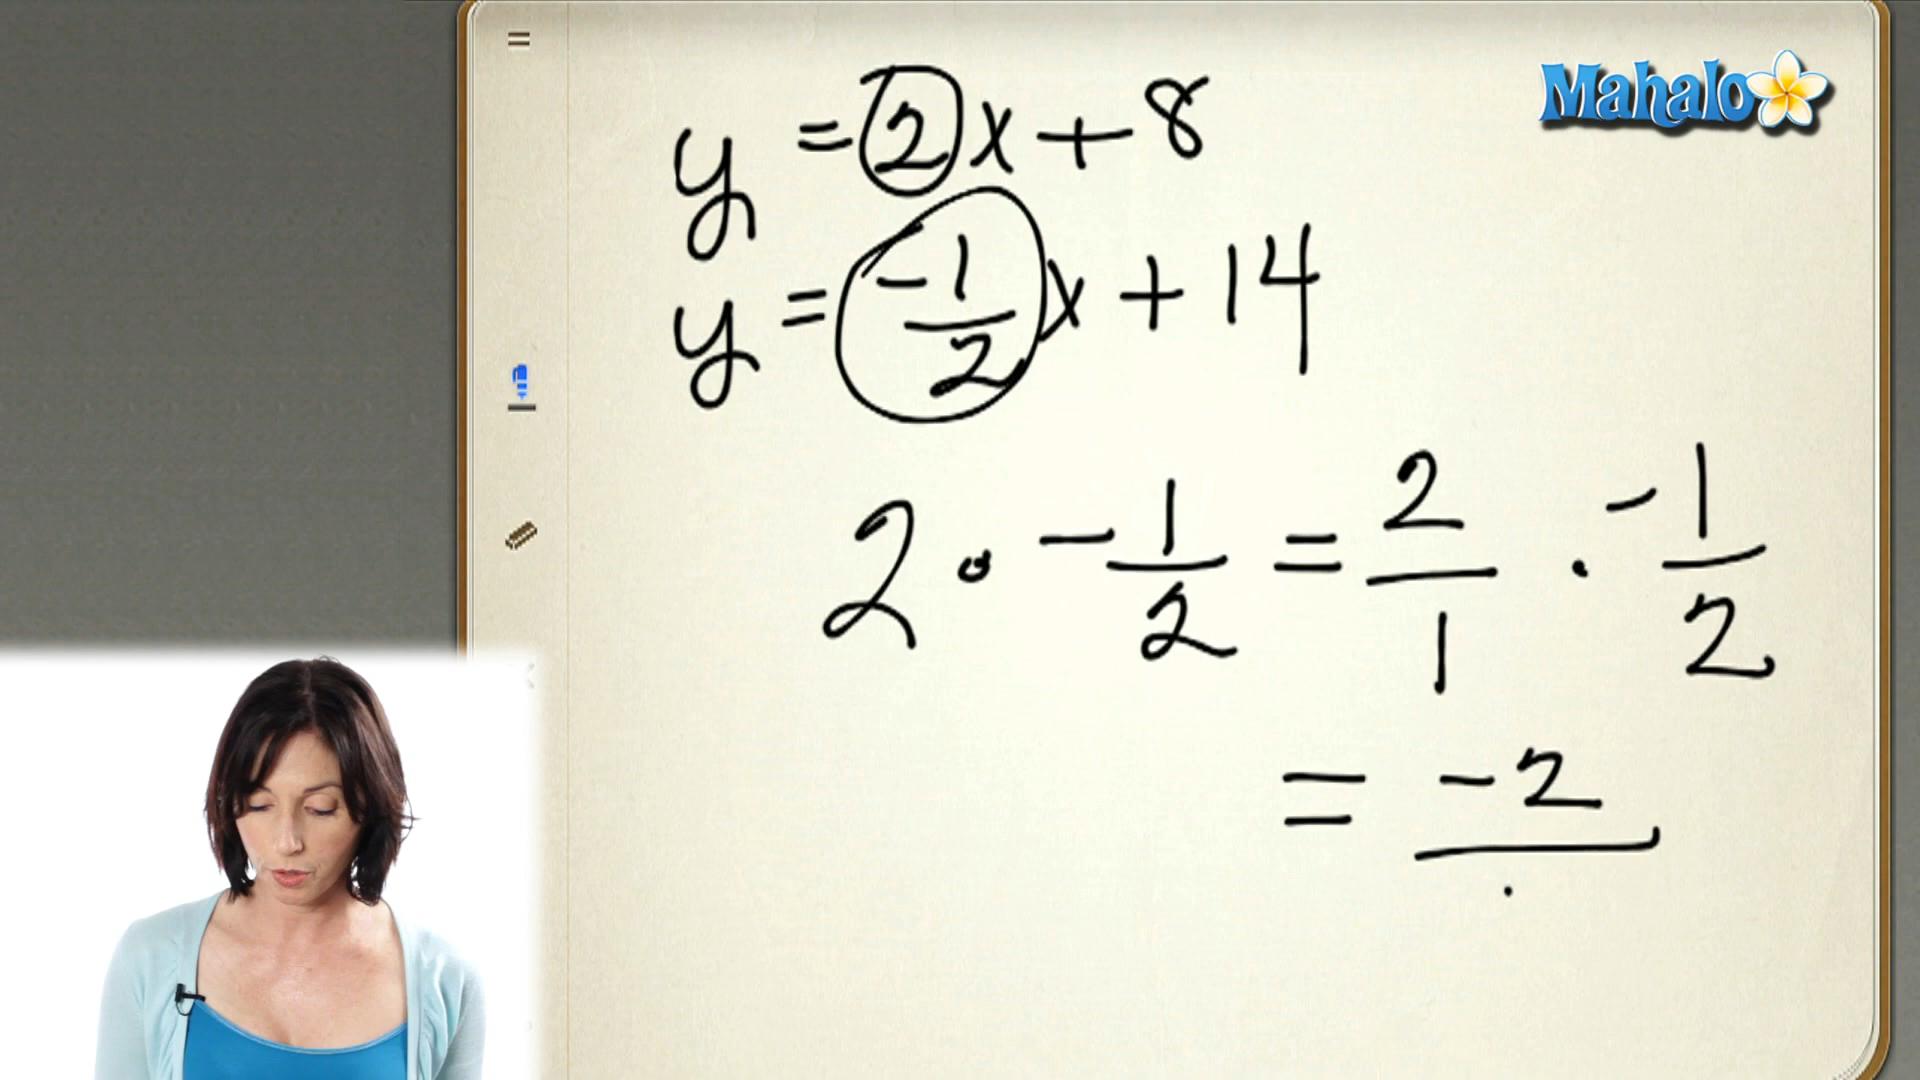 Mahalo
y = 2x + 8
y = -1/2 x + 14
2 · -1/2 = 2/1 · -1/2
= -2/